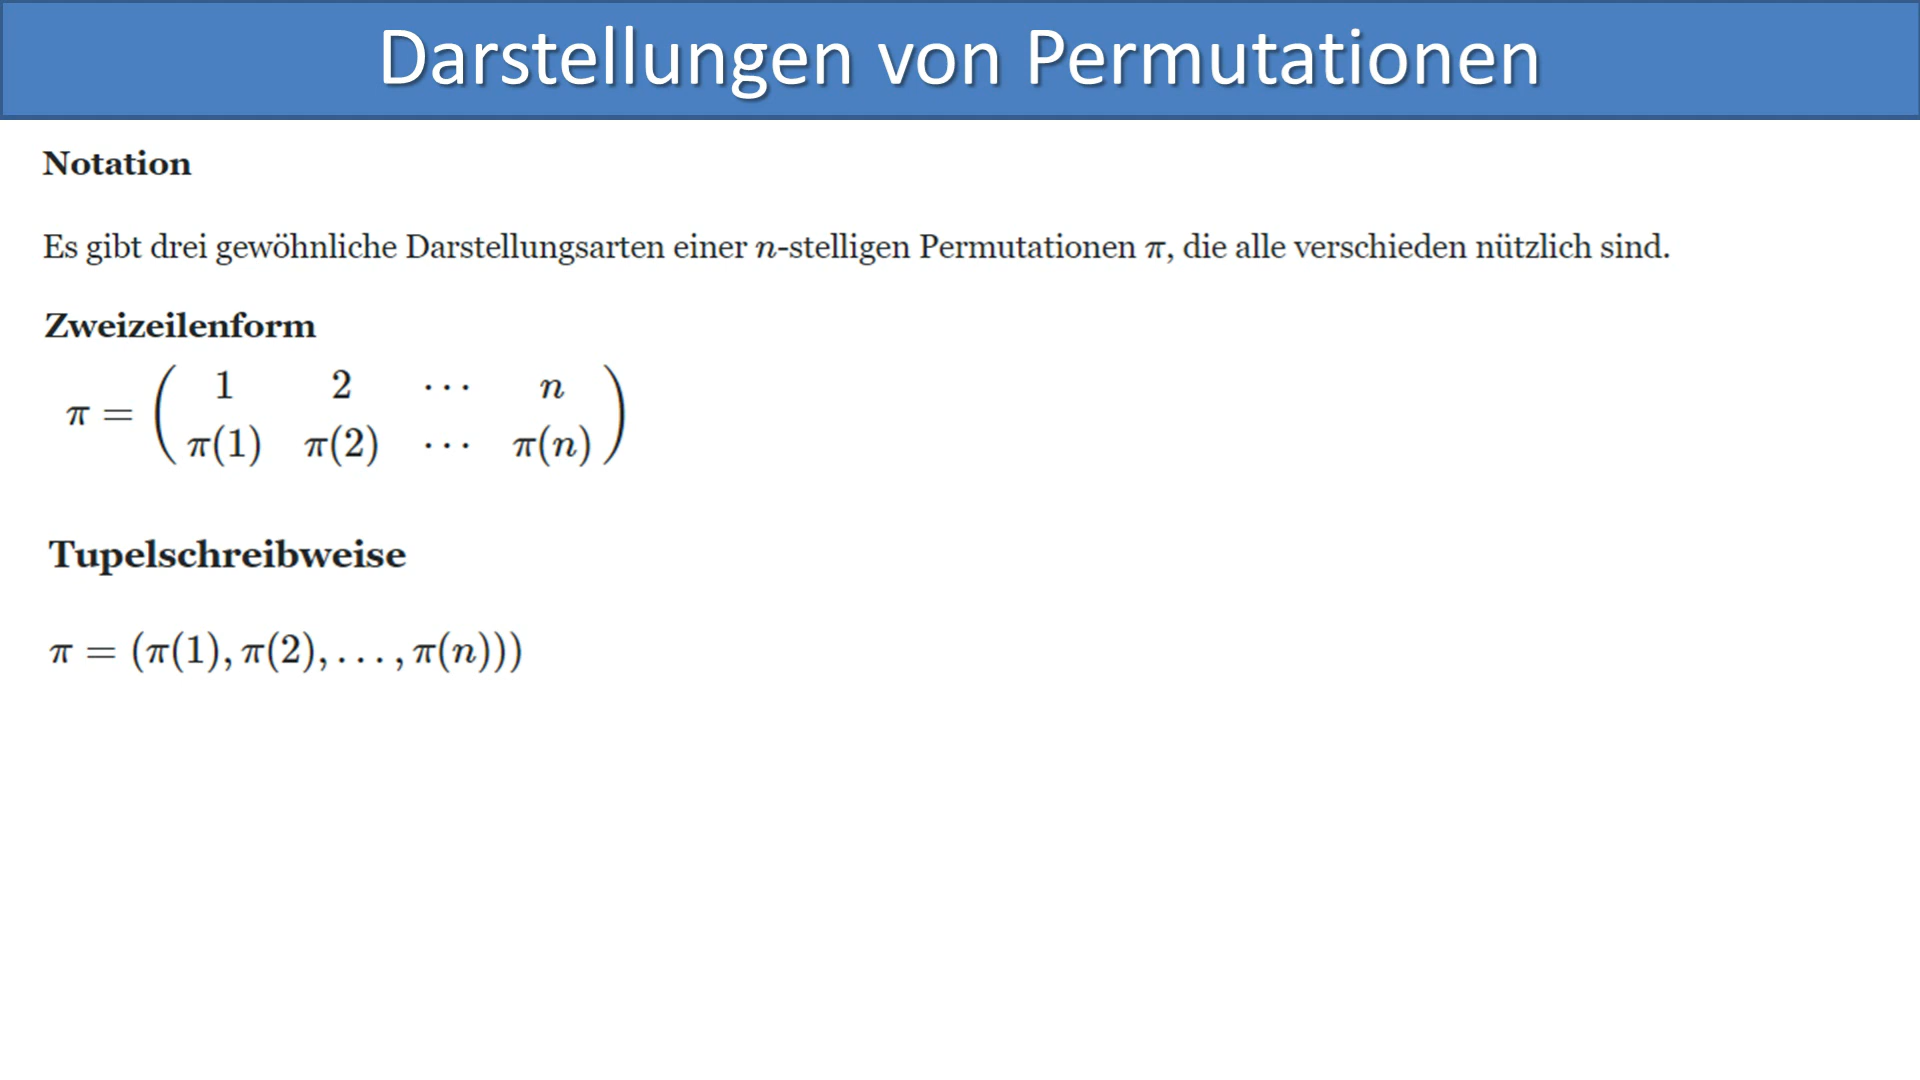 Darstellungen von Permutationen
Notation
Es gibt drei gewöhnliche Darstellungsarten einer n-stelligen Permutationen π, die alle verschieden nützlich sind.
Zweizeilenform
π = ( 1 2 ⋯ n
π(1) π(2) ⋯ π(n) )
Tupelschreibweise
π = (π(1), π(2), . . . , π(n)))